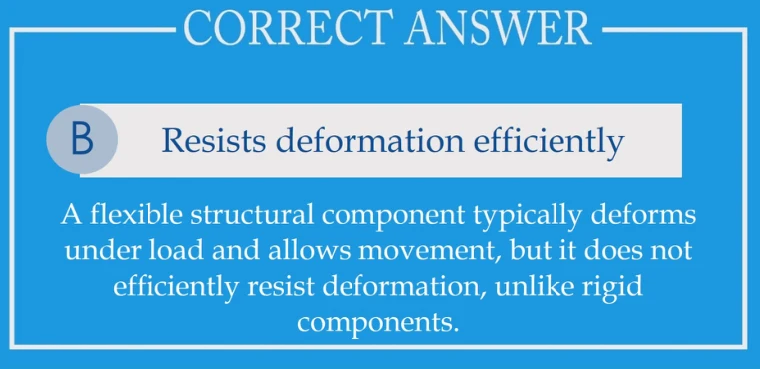 CORRECT ANSWER
B
Resists deformation efficiently
A flexible structural component typically deforms
under load and allows movement, but it does not
efficiently resist deformation, unlike rigid
components.